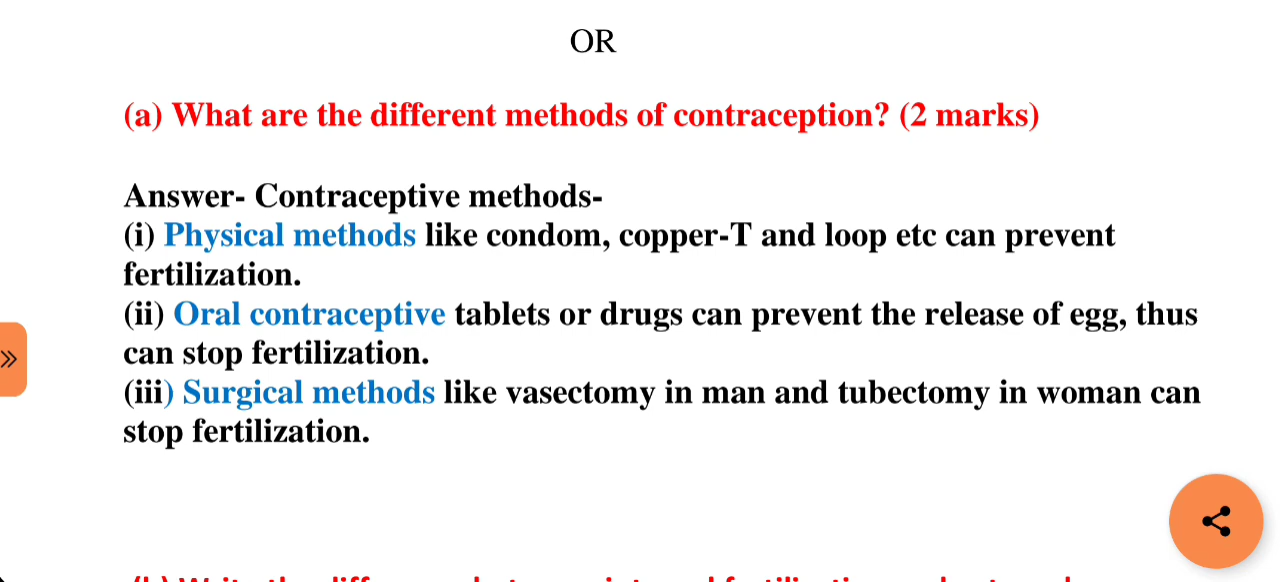 OR
(a) What are the different methods of contraception? (2 marks)
Answer- Contraceptive methods-
(i) Physical methods like condom, copper-T and loop etc can prevent
fertilization.
(ii) Oral contraceptive tablets or drugs can prevent the release of egg, thus
can stop fertilization.
(iii) Surgical methods like vasectomy in man and tubectomy in woman can
stop fertilization.